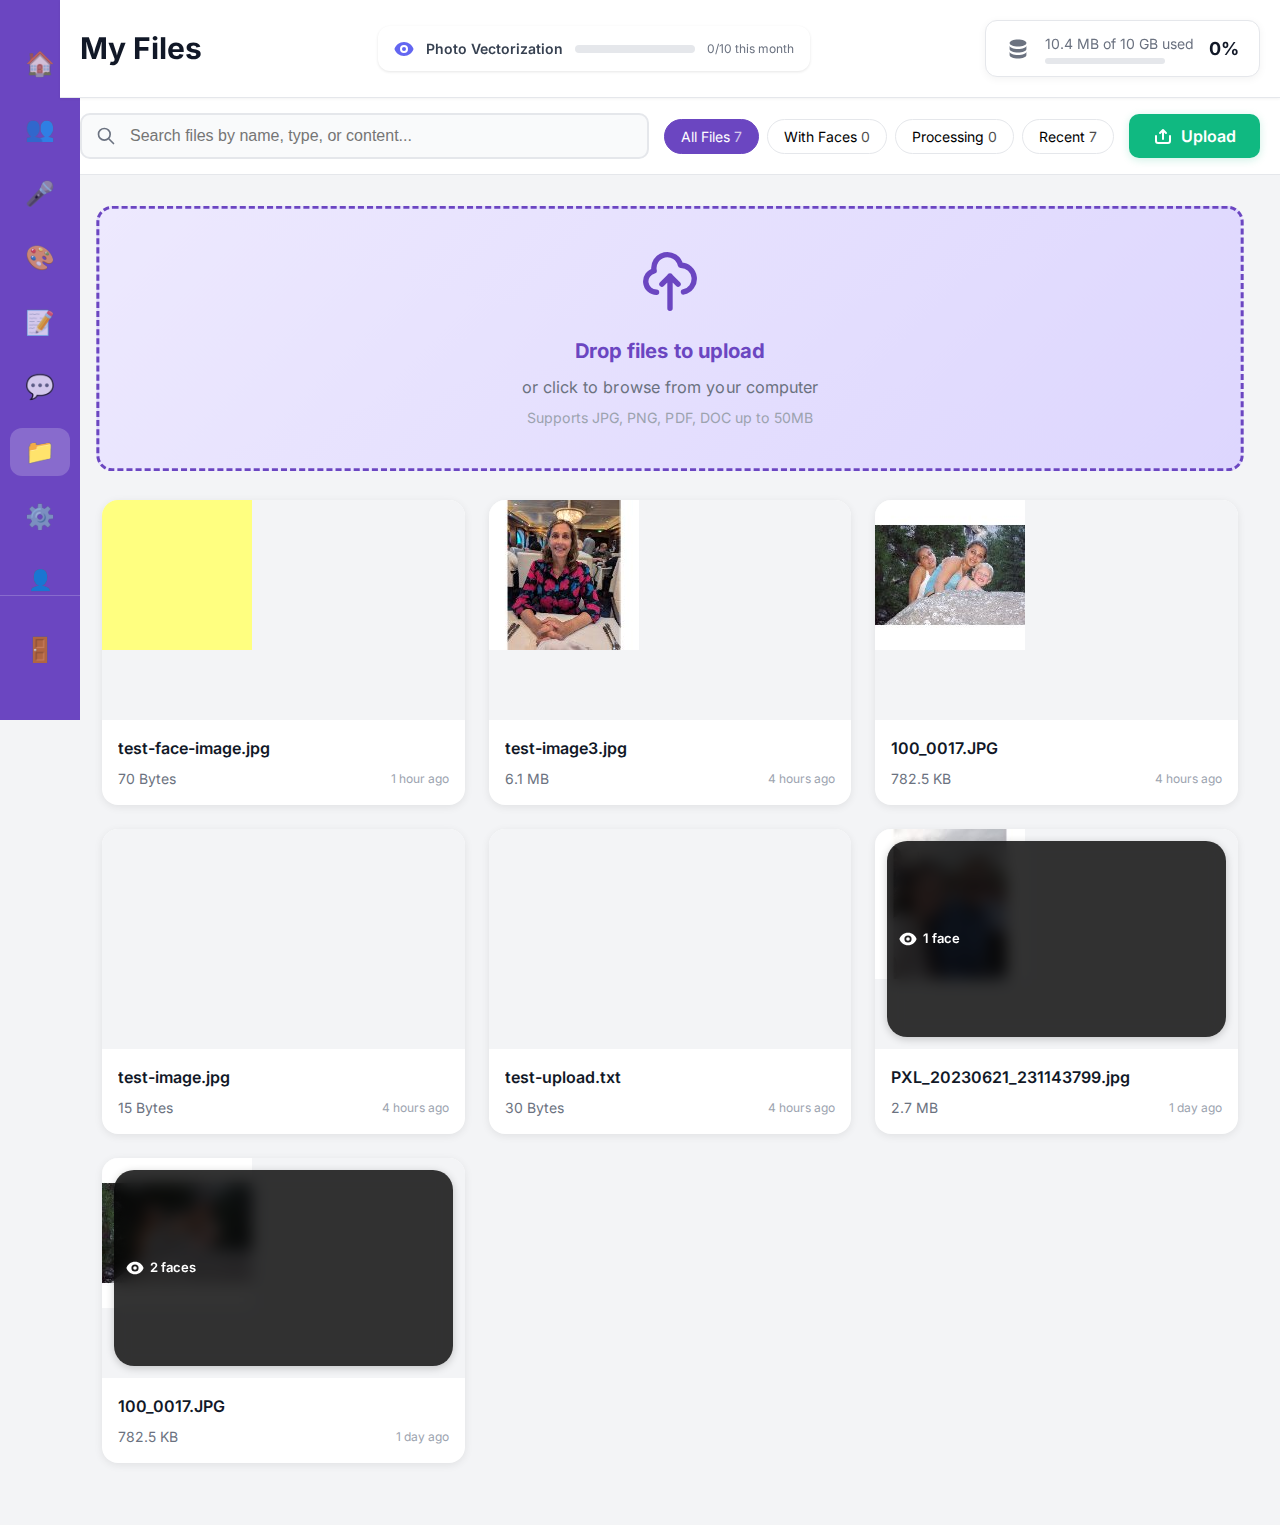 My Files
Photo Vectorization
0/10 this month
10.4 MB of 10 GB used
0%
Search files by name, type, or content...
All Files 7
With Faces 0
Processing 0
Recent 7
Upload
Drop files to upload
or click to browse from your computer
Supports JPG, PNG, PDF, DOC up to 50MB
test-face-image.jpg
70 Bytes
1 hour ago
test-image3.jpg
6.1 MB
4 hours ago
100_0017.JPG
782.5 KB
4 hours ago
test-image.jpg
15 Bytes
4 hours ago
test-upload.txt
30 Bytes
4 hours ago
1 face
PXL_20230621_231143799.jpg
2.7 MB
1 day ago
2 faces
100_0017.JPG
782.5 KB
1 day ago